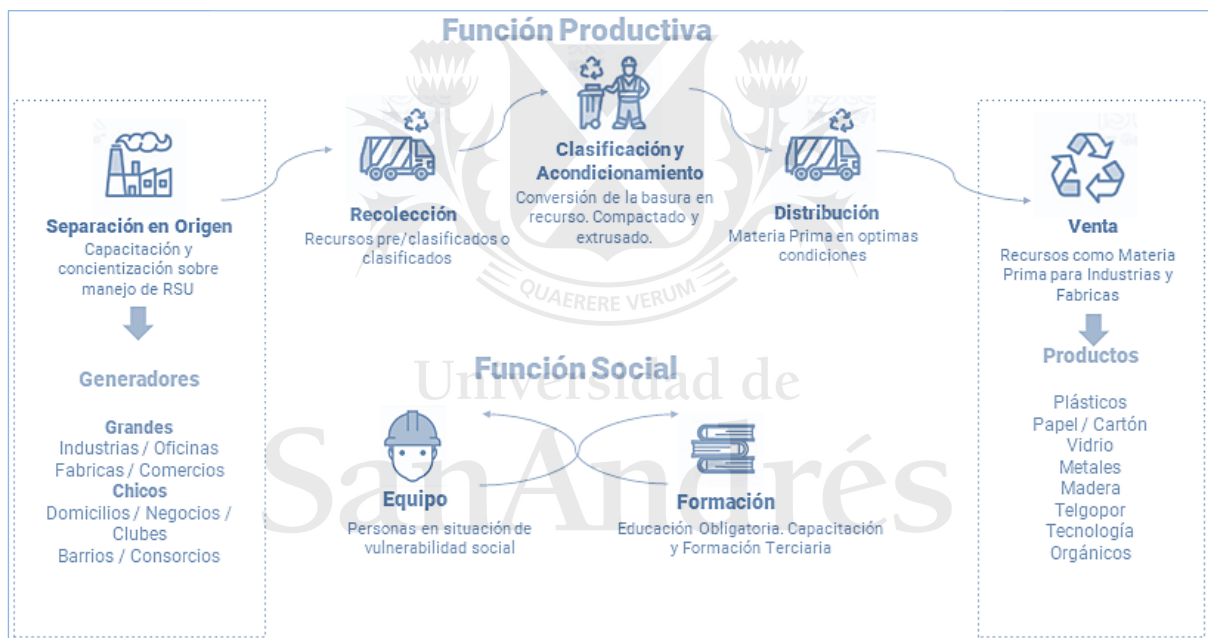 Función Productiva
Separación en Origen
Capacitación y
concientización sobre
manejo de RSU
Generadores
Grandes
Industrias / Oficinas
Fabricas / Comercios
Chicos
Domicilios / Negocios /
Clubes
Barrios / Consorcios
Recolección
Recursos pre/clasificados o
clasificados
Clasificación y
Acondicionamiento
Conversión de la basura en
recurso. Compactado y
extrusado.
Distribución
Materia Prima en optimas
condiciones
Venta
Recursos como Materia
Prima para Industrias y
Fabricas
Productos
Plásticos
Papel / Cartón
Vidrio
Metales
Madera
Telgopor
Tecnología
Orgánicos
QUAERERE VERUM
Universidad de
SanAndrés
Función Social
Equipo
Personas en situación de
vulnerabilidad social
Formación
Educación Obligatoria. Capacitación
y Formación Terciaria